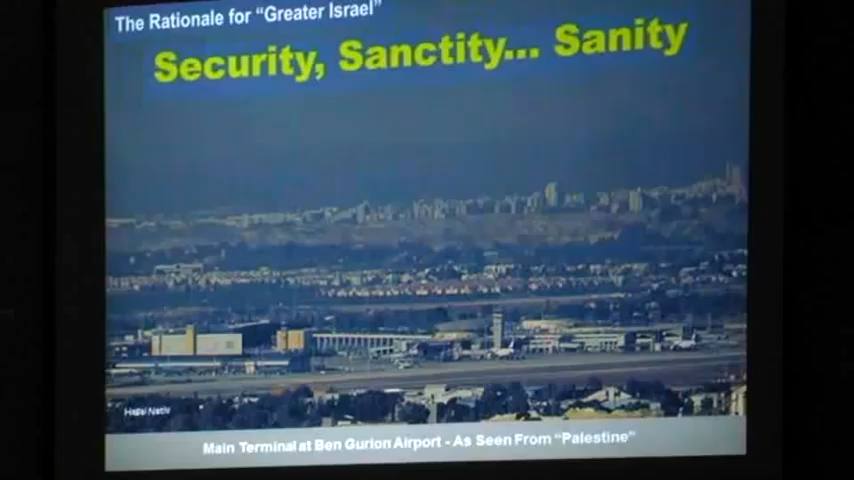 The Rationale for “Greater Israel”
Security, Sanctity... Sanity
Main Terminal at Ben Gurion Airport - As Seen From “Palestine”